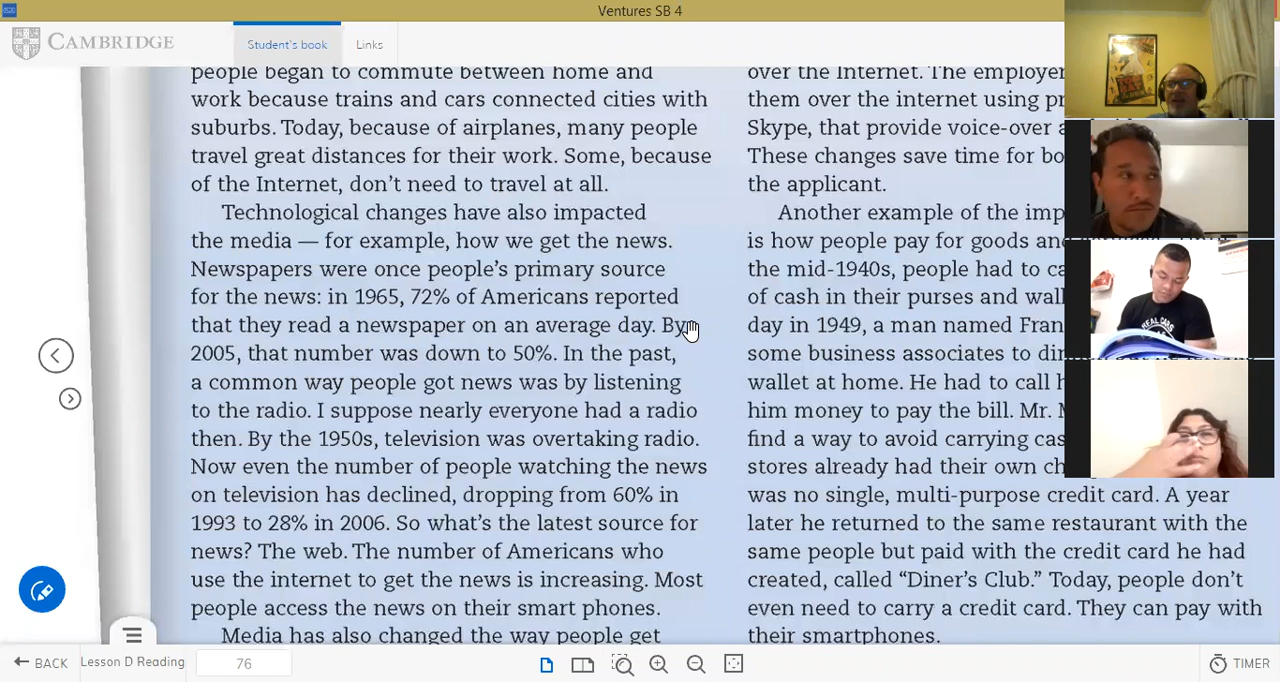 Ventures SB 4
CAMBRIDGE
Student's book
Links
people began to commute between home and
work because trains and cars connected cities with
suburbs. Today, because of airplanes, many people
travel great distances for their work. Some, because
of the Internet, don't need to travel at all.
Technological changes have also impacted
the media — for example, how we get the news.
Newspapers were once people's primary source
for the news: in 1965, 72% of Americans reported
that they read a newspaper on an average day. By
2005, that number was down to 50%. In the past,
a common way people got news was by listening
to the radio. I suppose nearly everyone had a radio
then. By the 1950s, television was overtaking radio.
Now even the number of people watching the news
on television has declined, dropping from 60% in
1993 to 28% in 2006. So what's the latest source for
news? The web. The number of Americans who
use the internet to get the news is increasing. Most
people access the news on their smart phones.
Media has also changed the way people get
over the Internet. The employer
them over the internet using
Skype, that provide voice-over
These changes save time for
the applicant.
Another example of the
is how people pay for goods
the mid-1940s, people had to
of cash in their purses and
day in 1949, a man named
some business associates to
wallet at home. He had to call
him money to pay the bill. Mr.
find a way to avoid carrying
stores already had their own
was no single, multi-purpose credit card. A year
later he returned to the same restaurant with the
same people but paid with the credit card he had
created, called “Diner's Club.” Today, people don't
even need to carry a credit card. They can pay with
their smartphones.
BACK
Lesson D Reading
76
TIMER